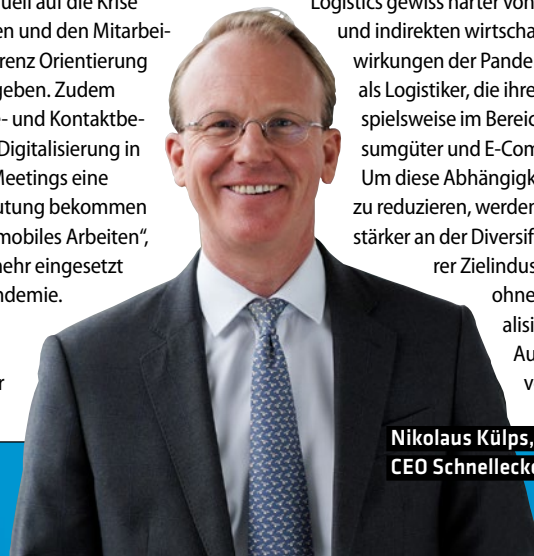 uell auf die Krise
en und den Mitarbei-
renz Orientierung
geben. Zudem
- und Kontaktbe-
Digitalisierung in
Meetings eine
utung bekommen
mobiles Arbeiten“,
mehr eingesetzt
ndemie.
r
Logistics gewiss härter von
und indirekten wirtscha
wirkungen der Pander
als Logistiker, die ihre
spielsweise im Bereic
sumgüter und E-Com
Um diese Abhängigk
zu reduzieren, werden
stärker an der Diversif
rer Zielindus
ohne
alisi
Au
v
Nikolaus Külps,
CEO Schnellecke